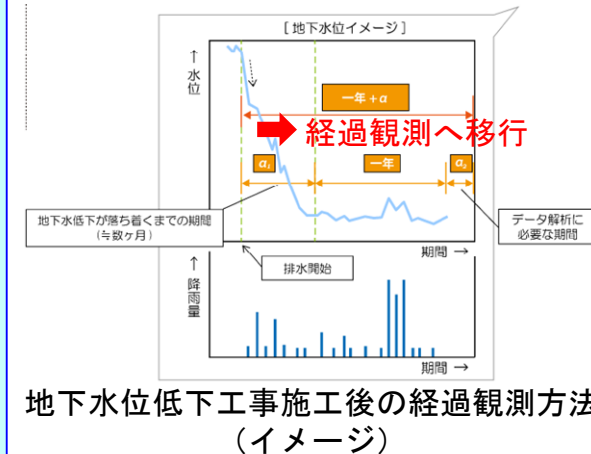 [地下水位イメージ]
↑水位
一年+α
経過観測へ移行
α₁
一年
α₂
地下水低下が落ち着くまでの期間
(≒数ヶ月)
データ解析に
必要な期間
期間 →
排水開始
↑降雨量
期間 →
地下水位低下工事施工後の経過観測方法
(イメージ)